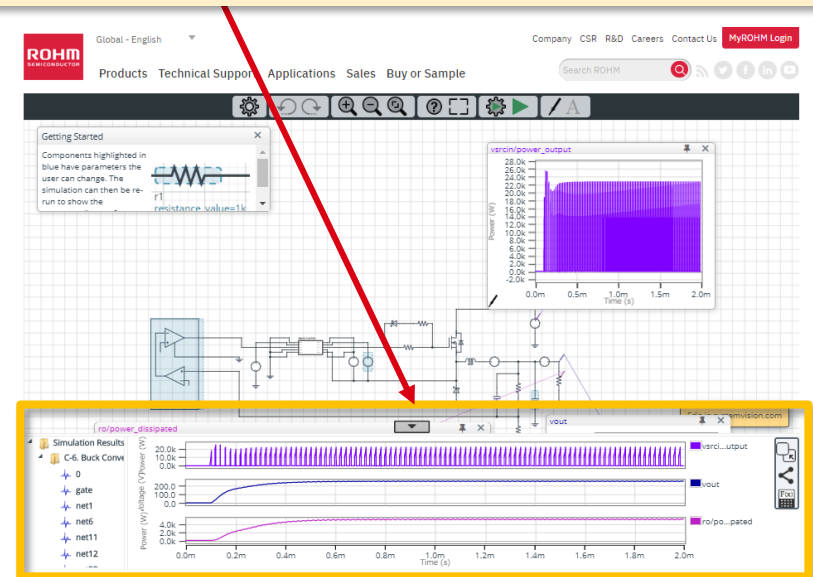 Global - English
Company CSR R&D Careers Contact Us MyROHM Login
ROHM
SEMICONDUCTOR
Products Technical Support Applications Sales Buy or Sample
Search ROHM
Getting Started
Components highlighted in
blue have parameters the
user can change. The
simulation can then be re-
run to show the
r1
resistance value=1k
vsrcin/power_output
28.0k
26.0k
24.0k
22.0k
20.0k
18.0k
16.0k
14.0k
12.0k
10.0k
8.0k
6.0k
4.0k
2.0k
0.0k
-2.0k
Power (W)
0.0m 0.5m 1.0m 1.5m 2.0m
Time (s)
ro/power_dissipated
vout
Simulation Results
C-6. Buck Conve
0
gate
net1
net6
net11
net12
Power (W)
20.0k
10.0k
0.0k
vsrci...utput
Voltage (V)
200.0
100.0
0.0
vout
Power (W)
4.0k
2.0k
0.0k
ro/po...pated
0.0m 0.2m 0.4m 0.6m 0.8m 1.0m 1.2m 1.4m 1.6m 1.8m 2.0m
Time (s)
F(x)